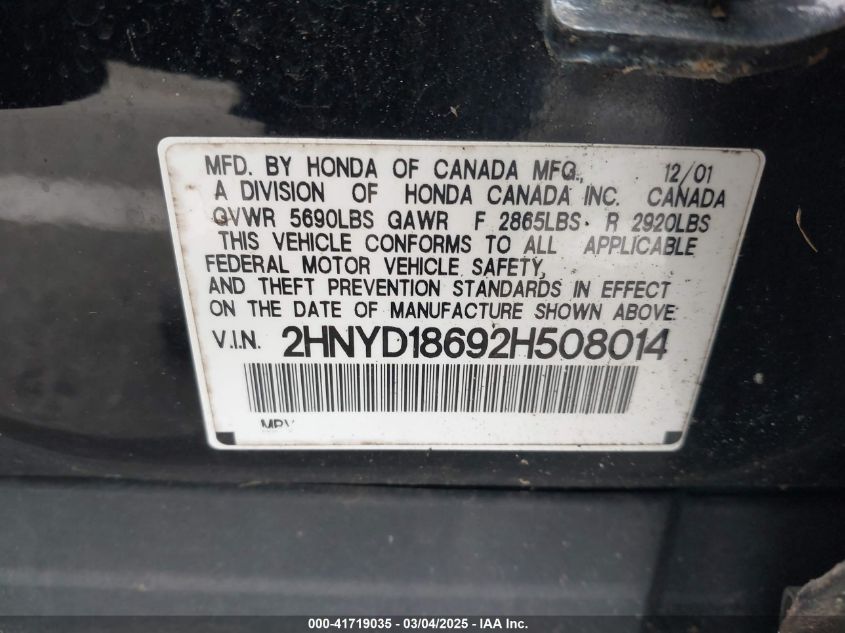 MFD. BY HONDA OF CANADA MFG., 12/01
A DIVISION OF HONDA CANADA INC. CANADA
GVWR 5690LBS GAWR F 2865LBS R 2920LBS
THIS VEHICLE CONFORMS TO ALL APPLICABLE
FEDERAL MOTOR VEHICLE SAFETY,
AND THEFT PREVENTION STANDARDS IN EFFECT
ON THE DATE OF MANUFACTURE SHOWN ABOVE.
V.I.N. 2HNYD18692H508014
MPV
000-41719035 - 03/04/2025 - IAA Inc.